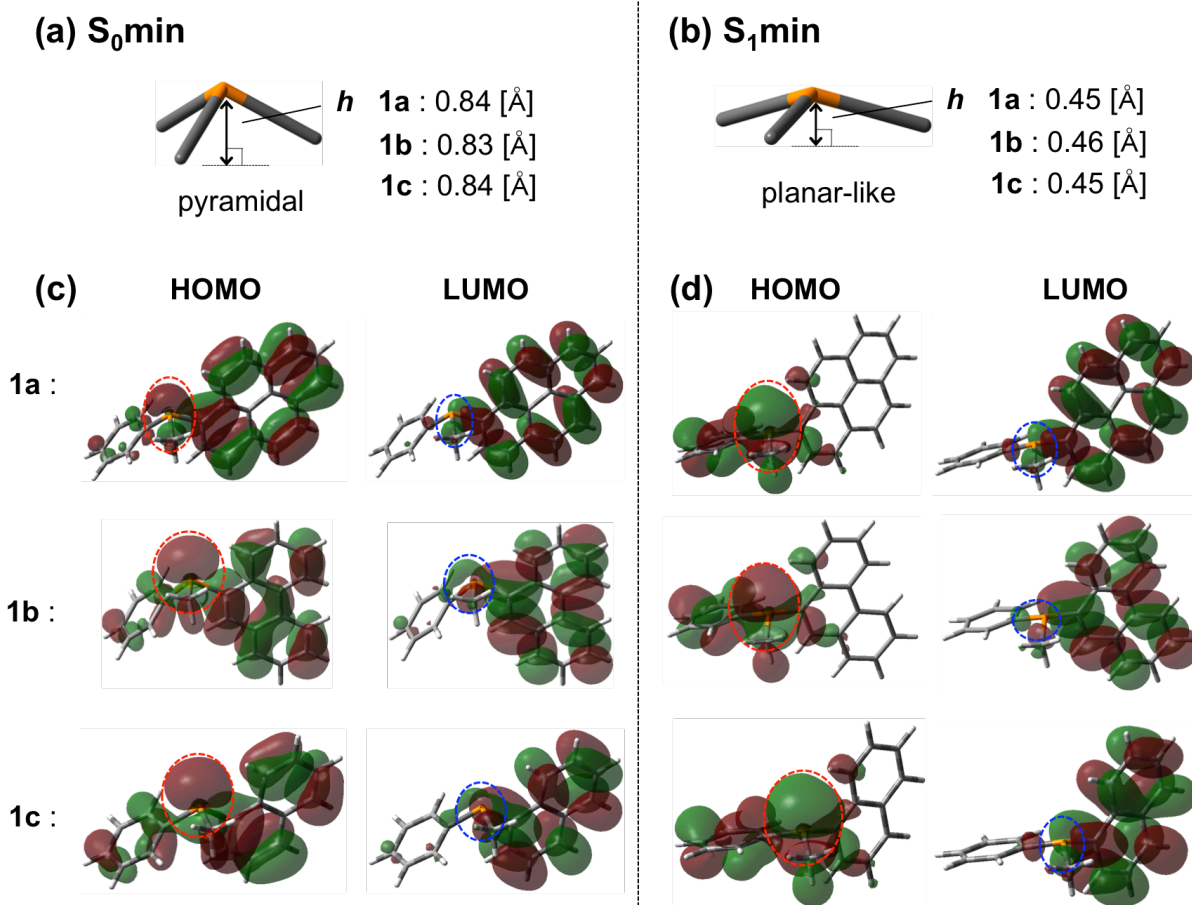 (a) S₀min
h 1a : 0.84 [Å]
1b : 0.83 [Å]
1c : 0.84 [Å]
pyramidal
(b) S₁min
h 1a : 0.45 [Å]
1b : 0.46 [Å]
1c : 0.45 [Å]
planar-like
(c) HOMO LUMO
(d) HOMO LUMO
1a :
1b :
1c :